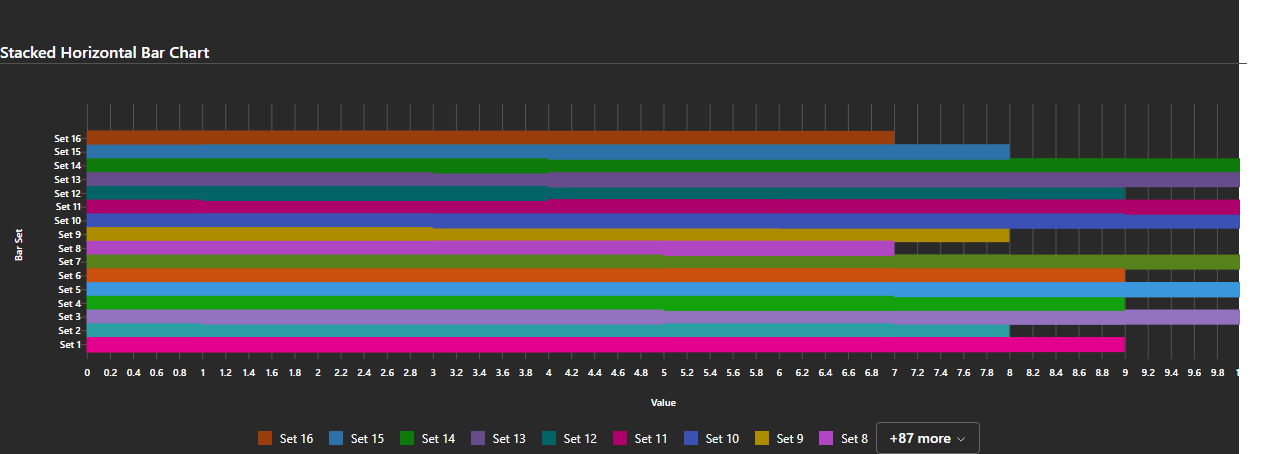 Stacked Horizontal Bar Chart
Set 16
Set 15
Set 14
Set 13
Set 12
Set 11
Set 10
Set 9
Set 8
Set 7
Set 6
Set 5
Set 4
Set 3
Set 2
Set 1
Bar Set
0 0.2 0.4 0.6 0.8 1 1.2 1.4 1.6 1.8 2 2.2 2.4 2.6 2.8 3 3.2 3.4 3.6 3.8 4 4.2 4.4 4.6 4.8 5 5.2 5.4 5.6 5.8 6 6.2 6.4 6.6 6.8 7 7.2 7.4 7.6 7.8 8 8.2 8.4 8.6 8.8 9 9.2 9.4 9.6 9.8 1
Value
Set 16 Set 15 Set 14 Set 13 Set 12 Set 11 Set 10 Set 9 Set 8 +87 more